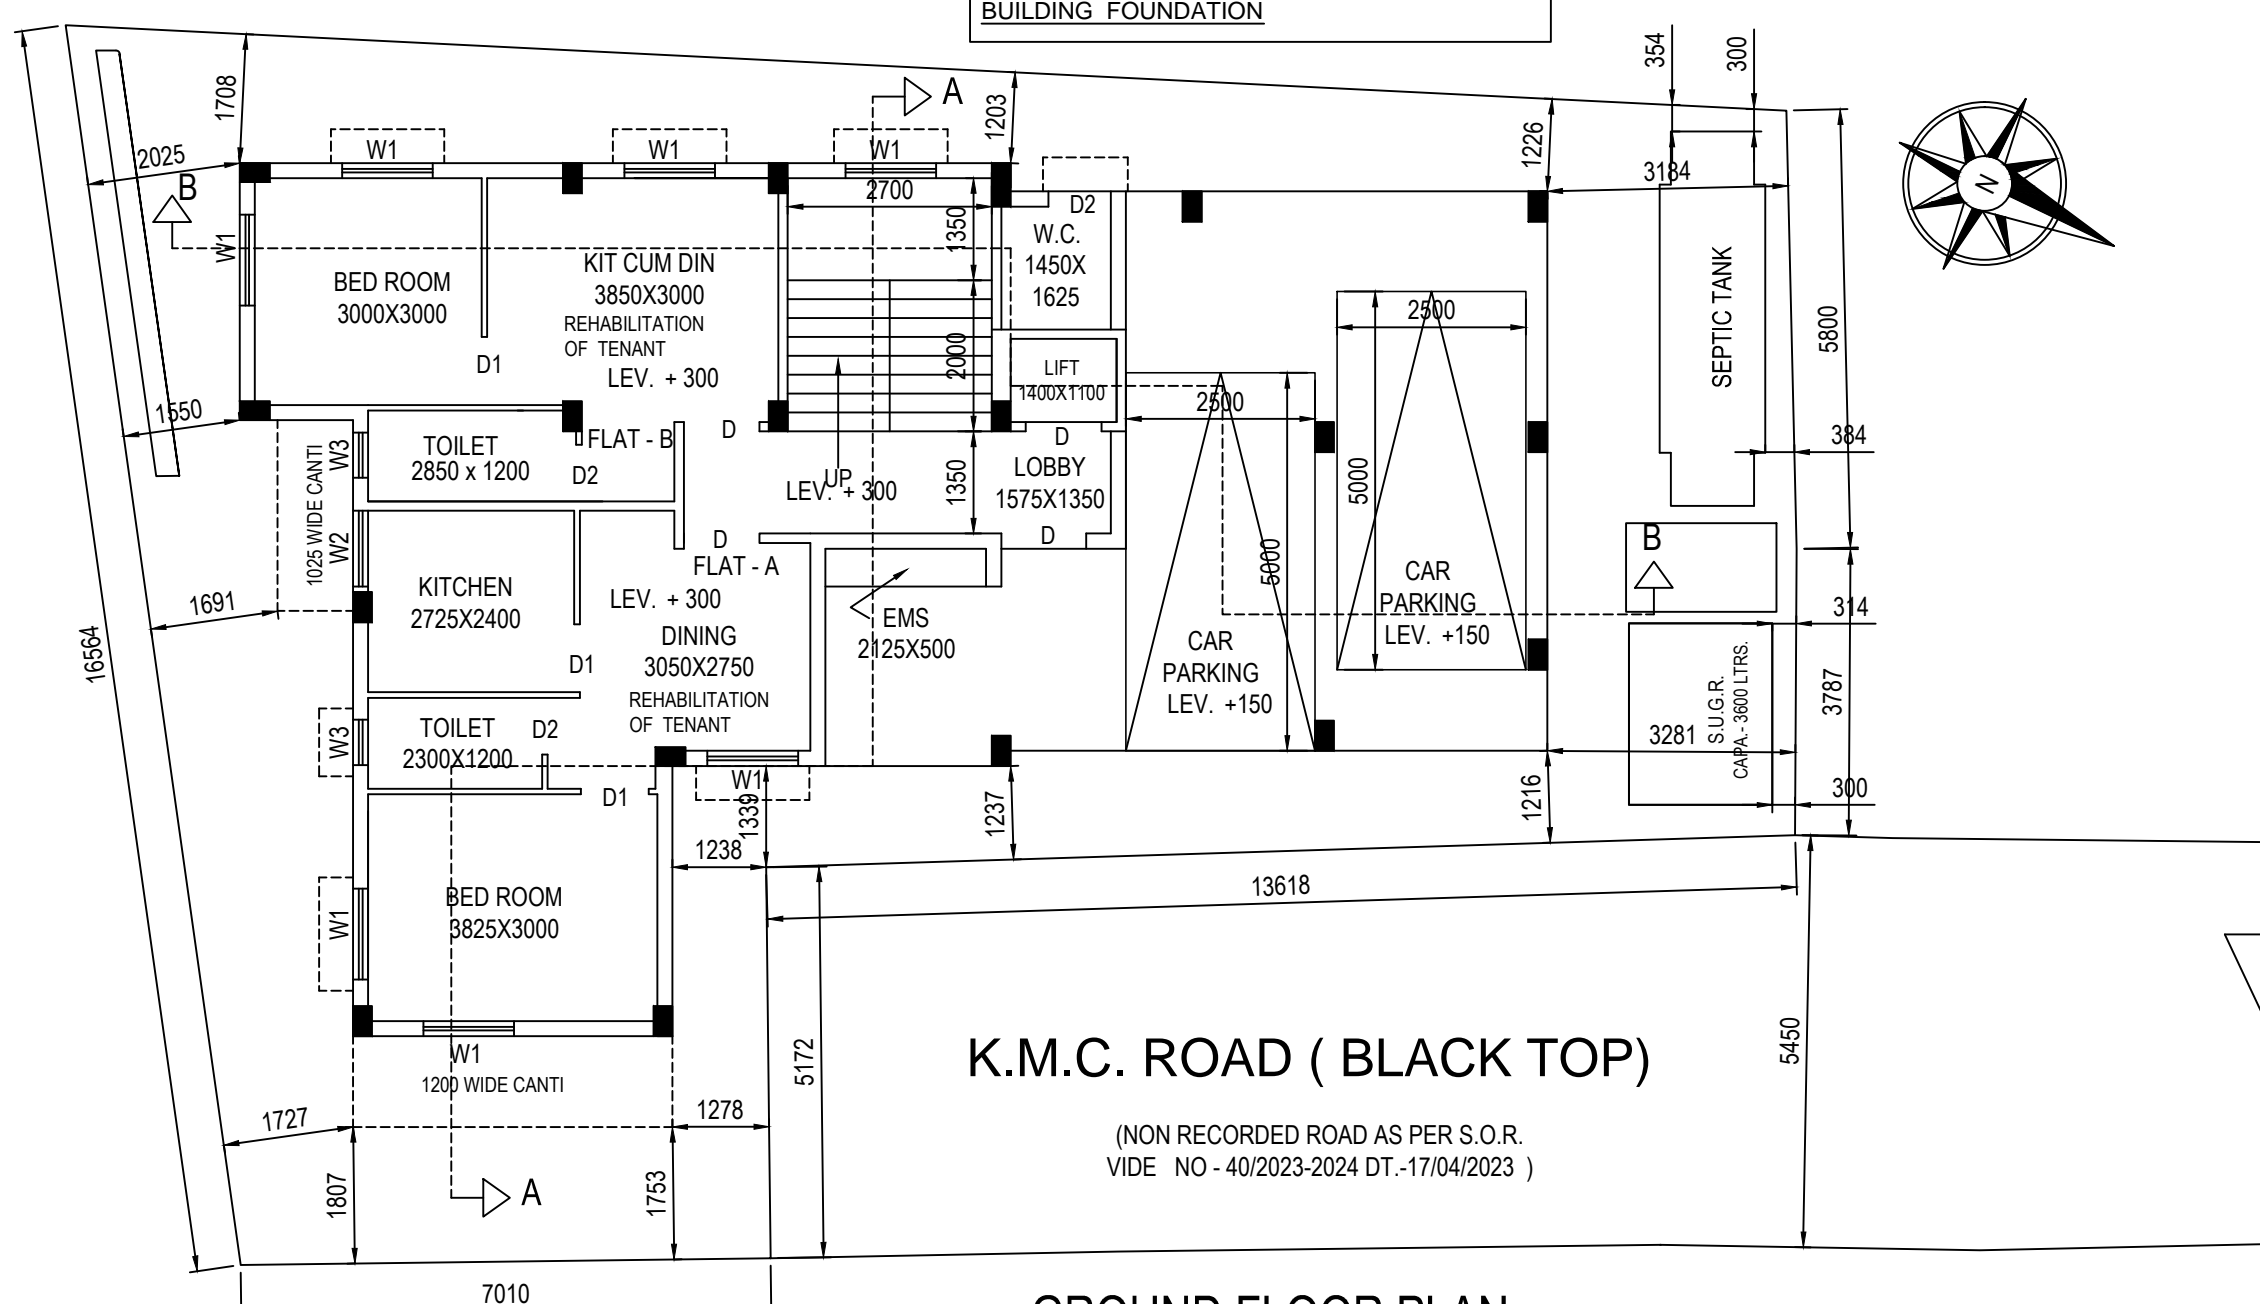 BUILDING FOUNDATION
354
300
1708
1203
A
1226
2025
W1
W1
W1
B
3184
N
2700
D2
1350
W.C.
1450X
1625
W1
BED ROOM
3000X3000
KIT CUM DIN
3850X3000
REHABILITATION
OF TENANT
LEV. + 300
D1
2000
LIFT
1400X1100
2500
2500
SEPTIC TANK
5800
1550
TOILET
2850 x 1200
FLAT - B
D
D2
W3
1025 WIDE CANTI
UP
LEV. + 300
1350
D
LOBBY
1575X1350
D
5000
384
W2
D
FLAT - A
5000
B
KITCHEN
2725X2400
LEV. + 300
DINING
3050X2750
REHABILITATION
OF TENANT
EMS
2125X500
CAR
PARKING
LEV. +150
CAR
PARKING
LEV. +150
314
1691
16564
D1
S.U.G.R.
CAPA.- 3600 LTRS.
3787
W3
TOILET
2300X1200
D2
3281
W1
D1
1339
1237
1216
300
1238
13618
BED ROOM
3825X3000
W1
W1
1200 WIDE CANTI
5172
K.M.C. ROAD ( BLACK TOP)
5450
1727
1278
(NON RECORDED ROAD AS PER S.O.R.
VIDE NO - 40/2023-2024 DT.-17/04/2023 )
1807
1753
A
7010
GROUND FLOOR PLAN